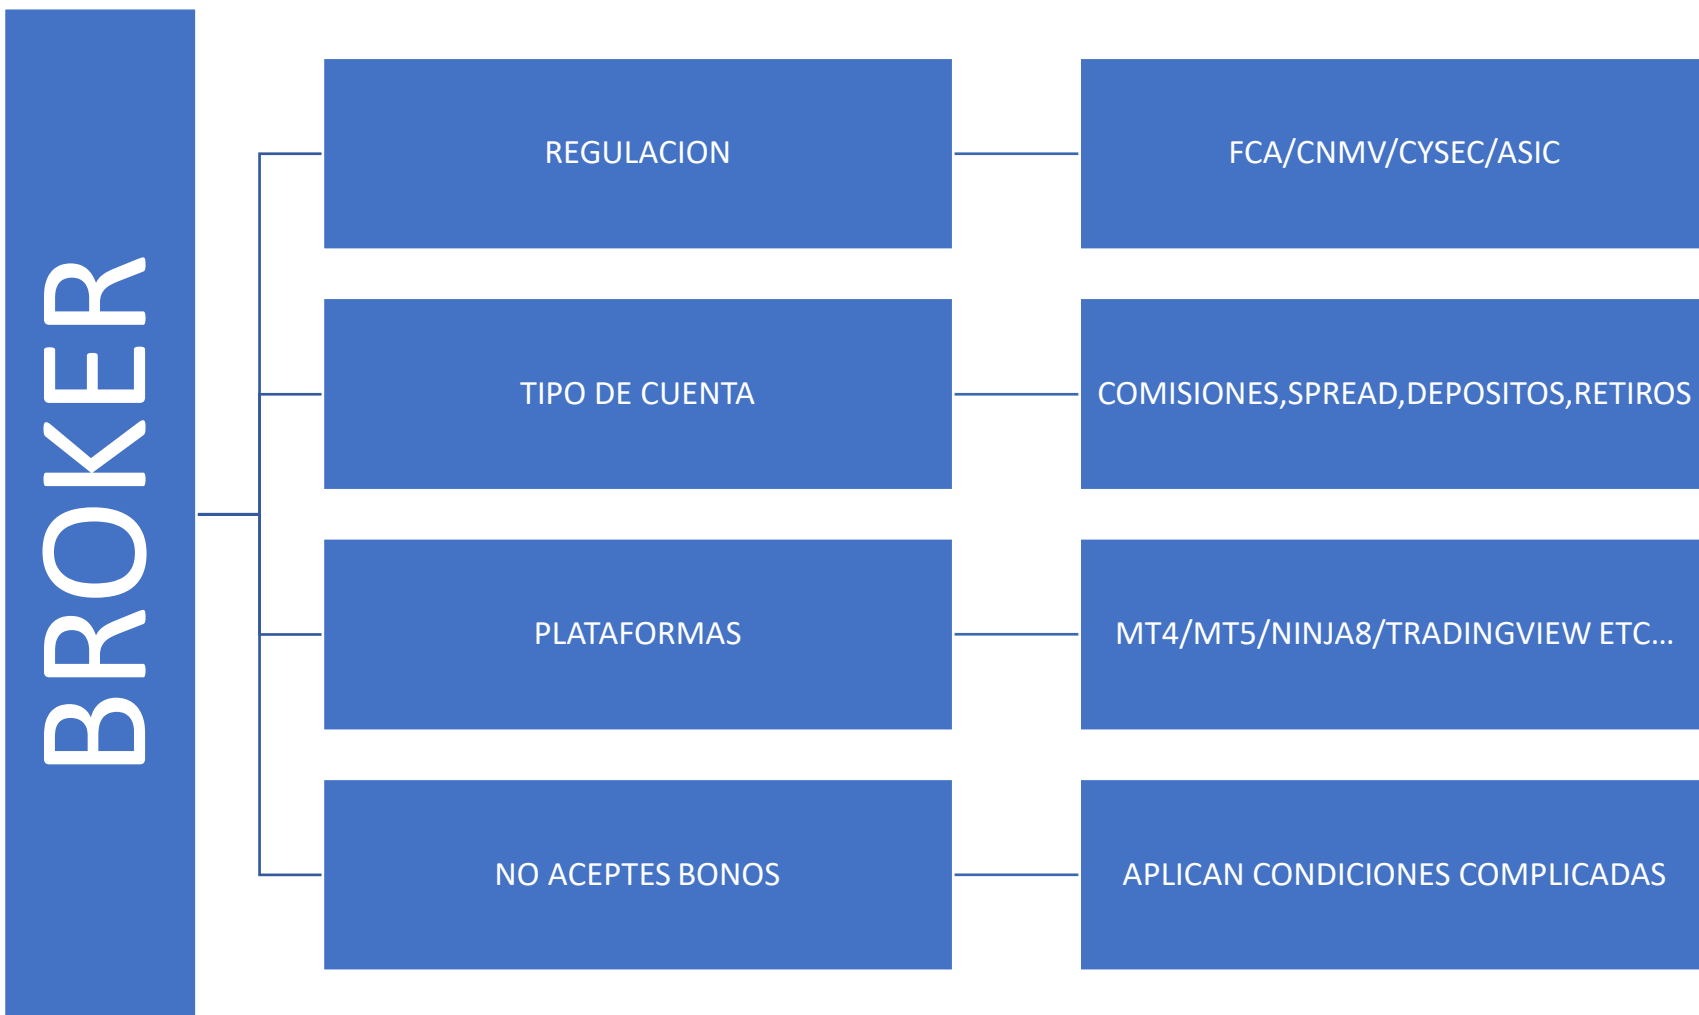 BROKER
REGULACION
FCA/CNMV/CYSEC/ASIC
TIPO DE CUENTA
COMISIONES,SPREAD,DEPOSITOS,RETIROS
PLATAFORMAS
MT4/MT5/NINJA8/TRADINGVIEW ETC...
NO ACEPTES BONOS
APLICAN CONDICIONES COMPLICADAS